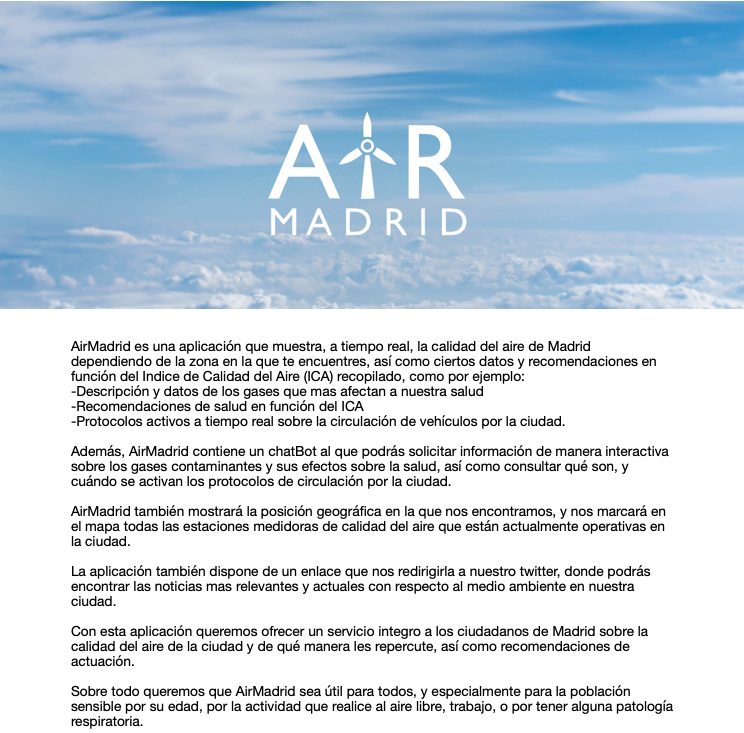 AIR
MADRID
AirMadrid es una aplicación que muestra, a tiempo real, la calidad del aire de Madrid
dependiendo de la zona en la que te encuentres, así como ciertos datos y recomendaciones en
función del Indice de Calidad del Aire (ICA) recopilado, como por ejemplo:
-Descripción y datos de los gases que mas afectan a nuestra salud
-Recomendaciones de salud en función del ICA
-Protocolos activos a tiempo real sobre la circulación de vehículos por la ciudad.
Además, AirMadrid contiene un chatBot al que podrás solicitar información de manera interactiva
sobre los gases contaminantes y sus efectos sobre la salud, así como consultar qué son, y
cuándo se activan los protocolos de circulación por la ciudad.
AirMadrid también mostrará la posición geográfica en la que nos encontramos, y nos marcará en
el mapa todas las estaciones medidoras de calidad del aire que están actualmente operativas en
la ciudad.
La aplicación también dispone de un enlace que nos redirigirla a nuestro twitter, donde podrás
encontrar las noticias mas relevantes y actuales con respecto al medio ambiente en nuestra
ciudad.
Con esta aplicación queremos ofrecer un servicio integro a los ciudadanos de Madrid sobre la
calidad del aire de la ciudad y de qué manera les repercute, así como recomendaciones de
actuación.
Sobre todo queremos que AirMadrid sea útil para todos, y especialmente para la población
sensible por su edad, por la actividad que realice al aire libre, trabajo, o por tener alguna patología
respiratoria.